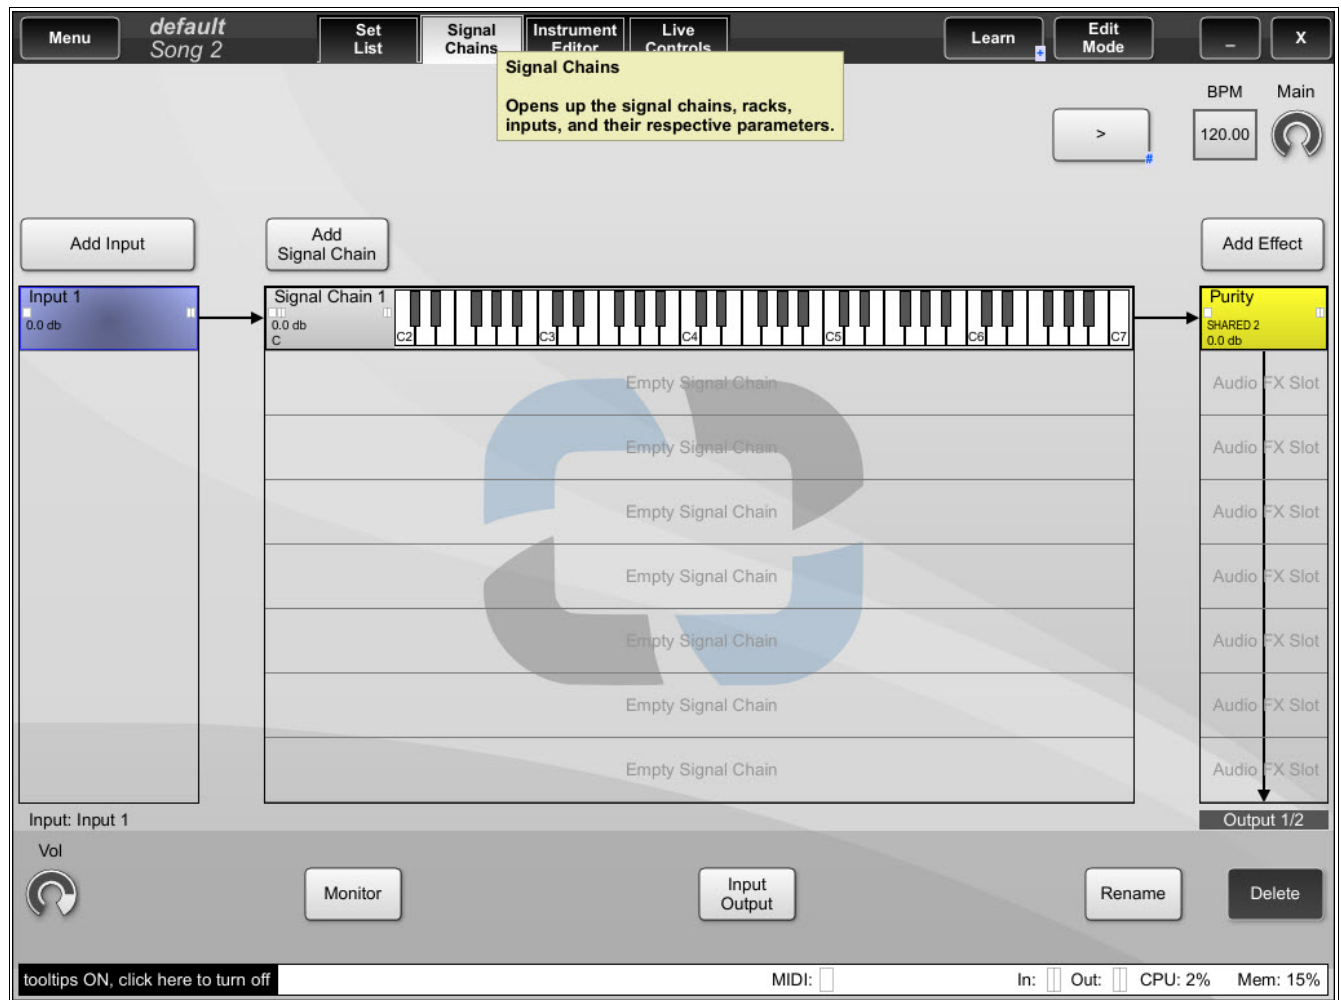 Menu
default
Song 2
Set
List
Signal
Chains
Instrument
Editor
Live
Controls
Learn
+
Edit
Mode
_
X
Signal Chains
Opens up the signal chains, racks,
inputs, and their respective parameters.
BPM
Main
>
#
120.00
Add Input
Add
Signal Chain
Add Effect
Input 1
0.0 db
Signal Chain 1
0.0 db
C
C2
C3
C4
C5
C6
C7
Purity
SHARED 2
0.0 db
Empty Signal Chain
Audio FX Slot
Empty Signal Chain
Audio FX Slot
Empty Signal Chain
Audio FX Slot
Empty Signal Chain
Audio FX Slot
Empty Signal Chain
Audio FX Slot
Empty Signal Chain
Audio FX Slot
Empty Signal Chain
Audio FX Slot
Input: Input 1
Output 1/2
Vol
Monitor
Input
Output
Rename
Delete
tooltips ON, click here to turn off
MIDI:
In:
Out:
CPU: 2%
Mem: 15%